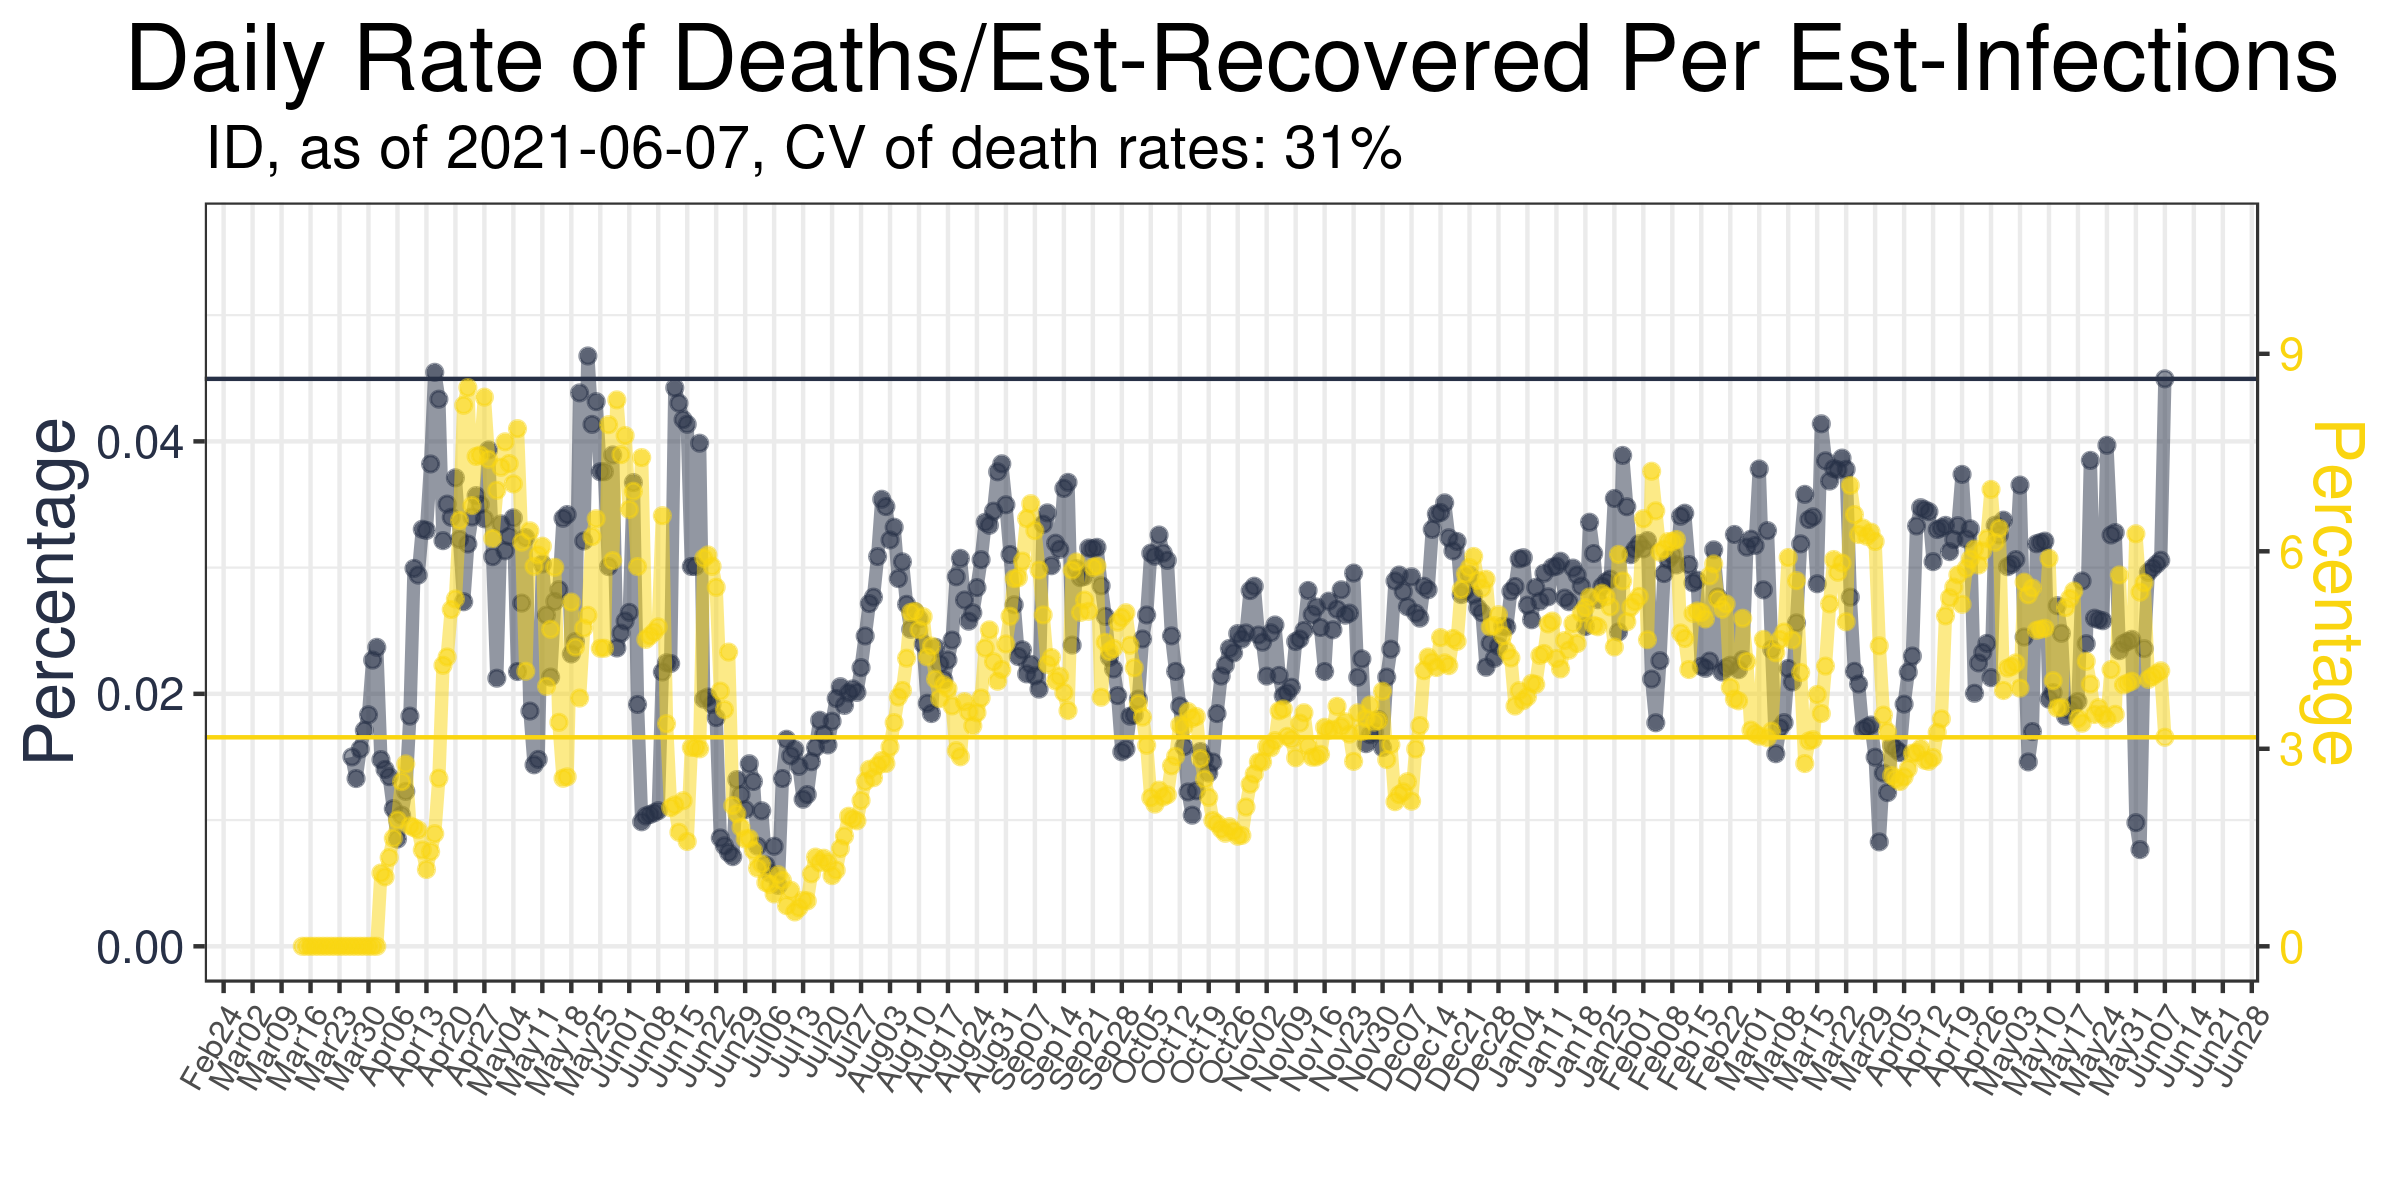 Daily Rate of Deaths/Est-Recovered Per Est-Infections
ID, as of 2021-06-07, CV of death rates: 31%
Percentage
0.04
0.02
0.00
9
6
3
0
Percentage
Feb24
Mar02
Mar09
Mar16
Mar23
Mar30
Apr06
Apr13
Apr20
Apr27
May04
May11
May18
May25
Jun01
Jun08
Jun15
Jun22
Jun29
Jul06
Jul13
Jul20
Jul27
Aug03
Aug10
Aug17
Aug24
Aug31
Sep07
Sep14
Sep21
Sep28
Oct05
Oct12
Oct19
Oct26
Nov02
Nov09
Nov16
Nov23
Nov30
Dec07
Dec14
Dec21
Dec28
Jan04
Jan11
Jan18
Jan25
Feb01
Feb08
Feb15
Feb22
Mar01
Mar08
Mar15
Mar22
Mar29
Apr05
Apr12
Apr19
Apr26
May03
May10
May17
May24
May31
Jun07
Jun14
Jun21
Jun28